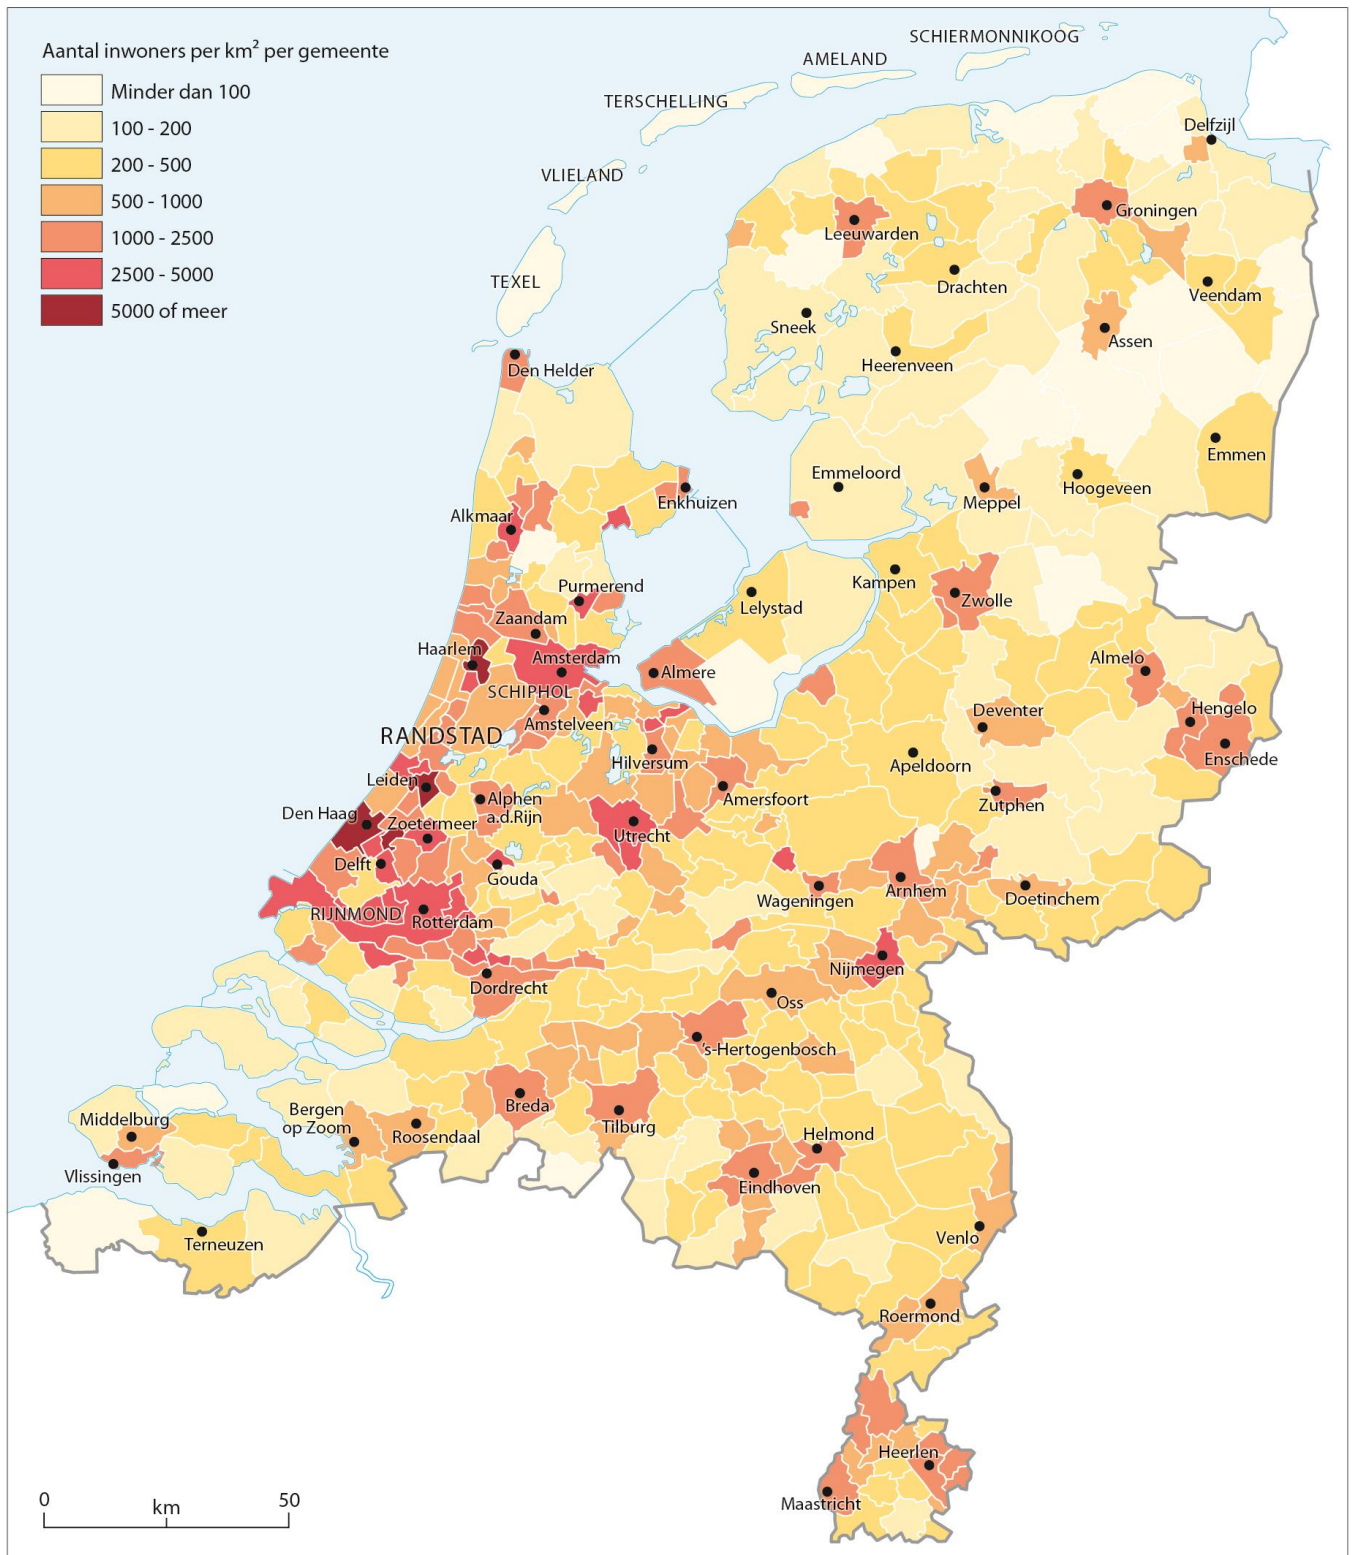 Aantal inwoners per km² per gemeente
Minder dan 100
100 - 200
200 - 500
500 - 1000
1000 - 2500
2500 - 5000
5000 of meer
SCHIERMONNIKOOG
AMELAND
TERSCHELLING
VLIELAND
TEXEL
Delfzijl
Groningen
Leeuwarden
Drachten
Veendam
Sneek
Assen
Heerenveen
Den Helder
Emmen
Emmeloord
Hoogeveen
Meppel
Enkhuizen
Alkmaar
Kampen
Purmerend
Zwolle
Lelystad
Zaandam
Haarlem
Amsterdam
Almelo
Almere
SCHIPHOL
Deventer
Hengelo
Amstelveen
RANDSTAD
Enschede
Hilversum
Apeldoorn
Leiden
Alphen
a.d.Rijn
Amersfoort
Zutphen
Den Haag
Zoetermeer
Utrecht
Delft
Gouda
Arnhem
Wageningen
Doetinchem
RIJNMOND
Rotterdam
Nijmegen
Dordrecht
Oss
's-Hertogenbosch
Breda
Bergen
op Zoom
Middelburg
Tilburg
Roosendaal
Helmond
Vlissingen
Eindhoven
Venlo
Terneuzen
Roermond
Heerlen
Maastricht
0 50
km